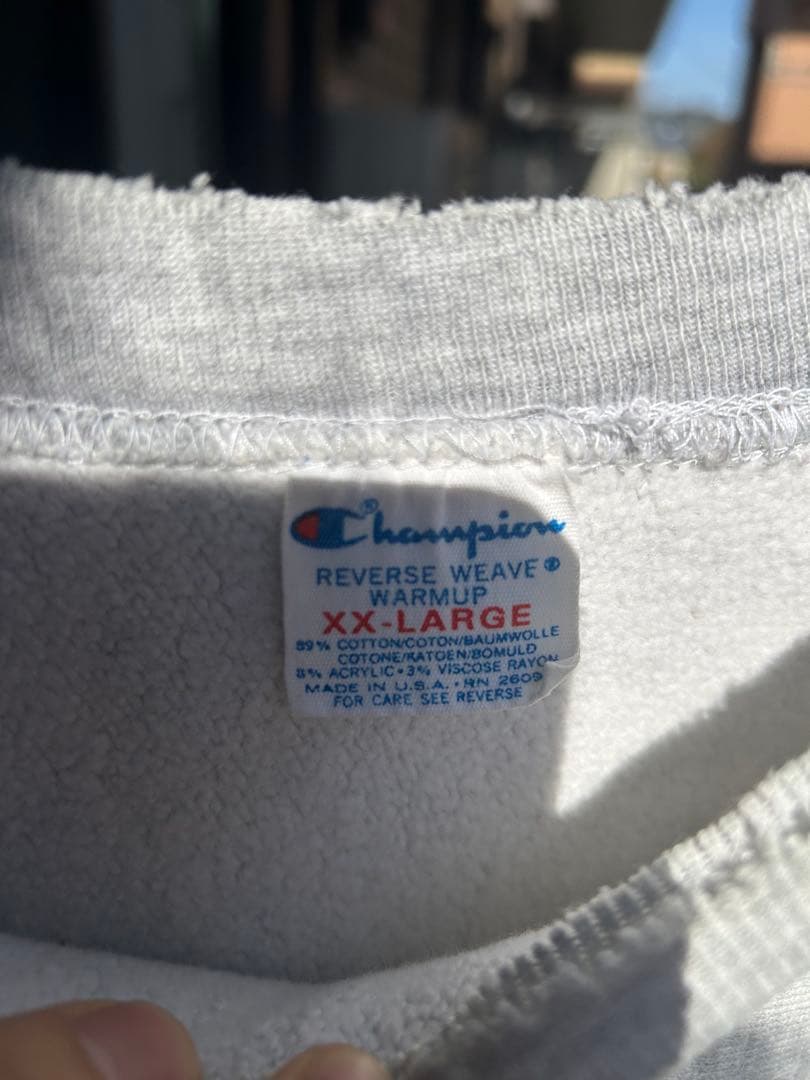 Champion®
REVERSE WEAVE®
WARMUP
XX-LARGE
89% COTTON/COTON/BAUMWOLLE
COTONE/KATOEN/BOMULD
8% ACRYLIC•3% VISCOSE RAYON
MADE IN U.S.A.•RN 26094
FOR CARE SEE REVERSE